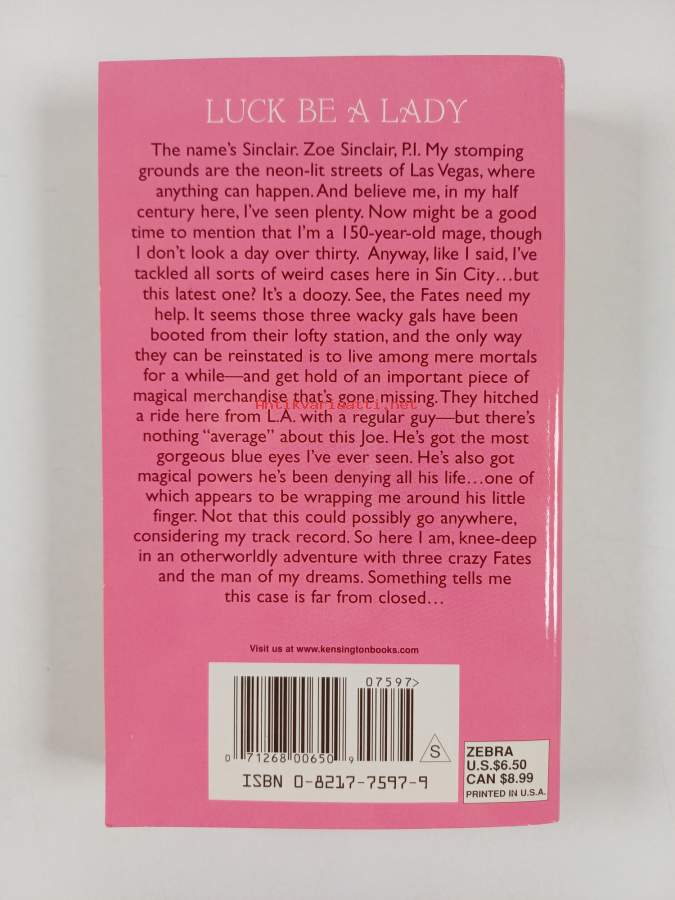 LUCK BE A LADY
The name's Sinclair. Zoe Sinclair, P.I. My stomping
grounds are the neon-lit streets of Las Vegas, where
anything can happen. And believe me, in my half
century here, I've seen plenty. Now might be a good
time to mention that I'm a 150-year-old mage, though
I don't look a day over thirty. Anyway, like I said, I've
tackled all sorts of weird cases here in Sin City...but
this latest one? It's a doozy. See, the Fates need my
help. It seems those three wacky gals have been
booted from their lofty station, and the only way
they can be reinstated is to live among mere mortals
for a while—and get hold of an important piece of
magical merchandise that's gone missing. They hitched
Antikvariaatti.net
a ride here from L.A. with a regular guy—but there's
nothing “average” about this Joe. He's got the most
gorgeous blue eyes I've ever seen. He's also got
magical powers he's been denying all his life...one of
which appears to be wrapping me around his little
finger. Not that this could possibly go anywhere,
considering my track record. So here I am, knee-deep
in an otherworldly adventure with three crazy Fates
and the man of my dreams. Something tells me
this case is far from closed...
Visit us at www.kensingtonbooks.com
07597>
0 71268 00650 9
S
ISBN 0-8217-7597-9
ZEBRA
U.S.$6.50
CAN $8.99
PRINTED IN U.S.A.